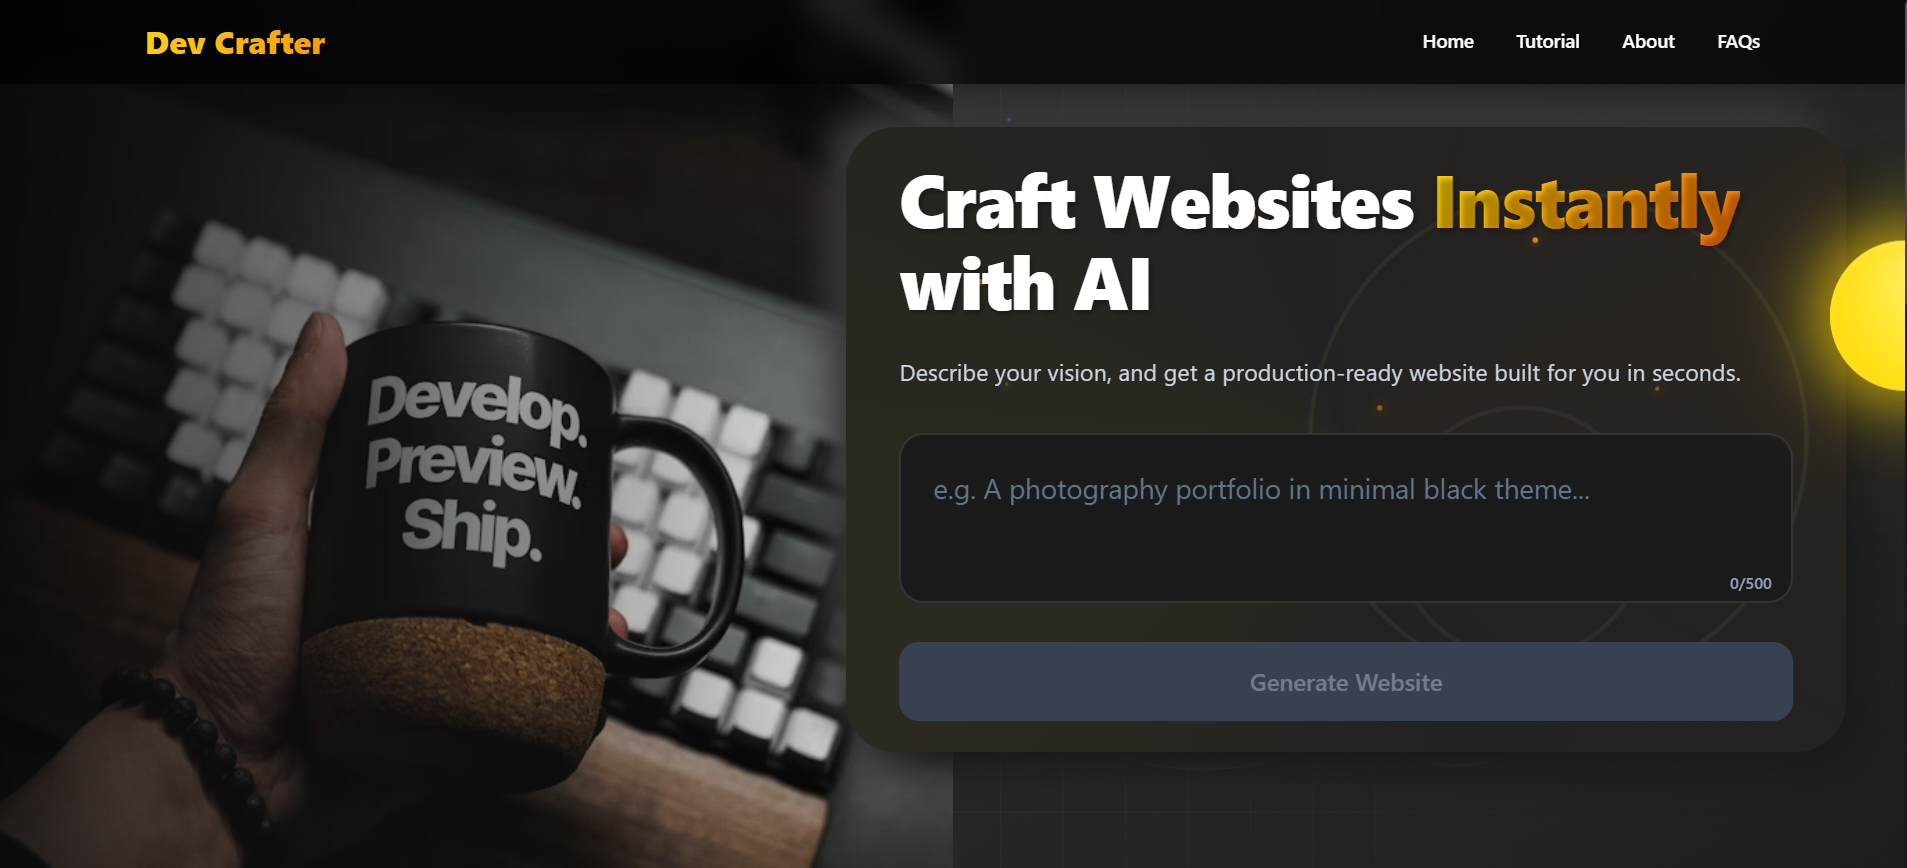 Dev Crafter
Home Tutorial About FAQs
Develop.
Preview.
Ship.
Craft Websites Instantly
with AI
Describe your vision, and get a production-ready website built for you in seconds.
e.g. A photography portfolio in minimal black theme...
0/500
Generate Website